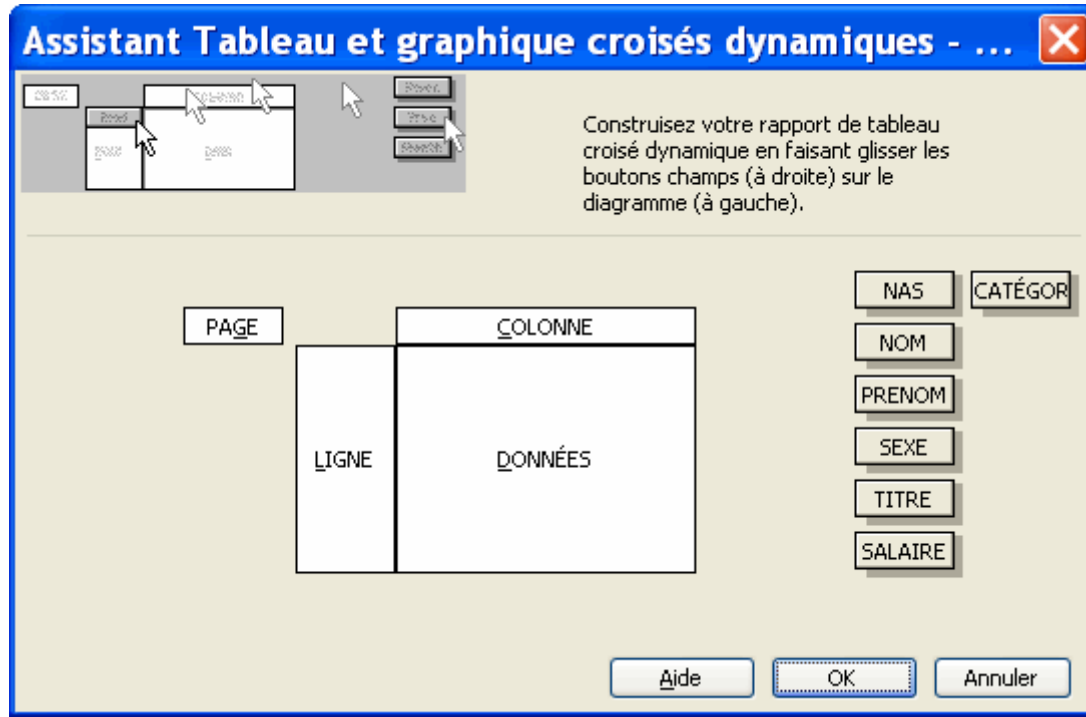 Assistant Tableau et graphique croisés dynamiques - ...
Construisez votre rapport de tableau
croisé dynamique en faisant glisser les
boutons champs (à droite) sur le
diagramme (à gauche).
PAGE
COLONNE
LIGNE
DONNÉES
NAS
CATÉGOR
NOM
PRENOM
SEXE
TITRE
SALAIRE
Aide
OK
Annuler